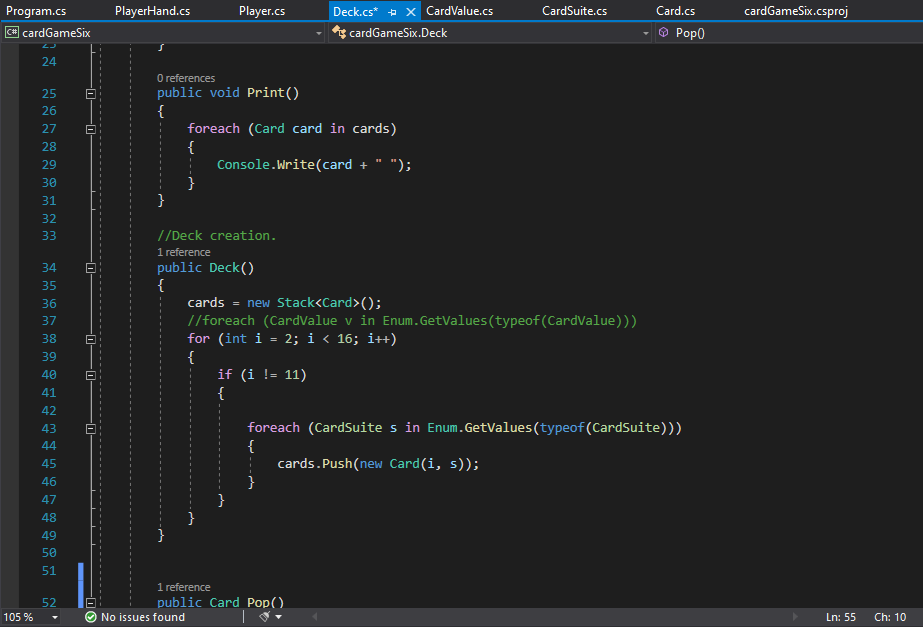 Program.cs PlayerHand.cs Player.cs Deck.cs* CardValue.cs CardSuite.cs Card.cs cardGameSix.csproj
C# cardGameSix cardGameSix.Deck Pop()
23 }
24
0 references
25 public void Print()
26 {
27 foreach (Card card in cards)
28 {
29 Console.Write(card + " ");
30 }
31 }
32
33 //Deck creation.
1 reference
34 public Deck()
35 {
36 cards = new Stack<Card>();
37 //foreach (CardValue v in Enum.GetValues(typeof(CardValue)))
38 for (int i = 2; i < 16; i++)
39 {
40 if (i != 11)
41 {
42
43 foreach (CardSuite s in Enum.GetValues(typeof(CardSuite)))
44 {
45 cards.Push(new Card(i, s));
46 }
47 }
48 }
49 }
50
51
1 reference
52 public Card Pop()
105 % No issues found Ln: 55 Ch: 10